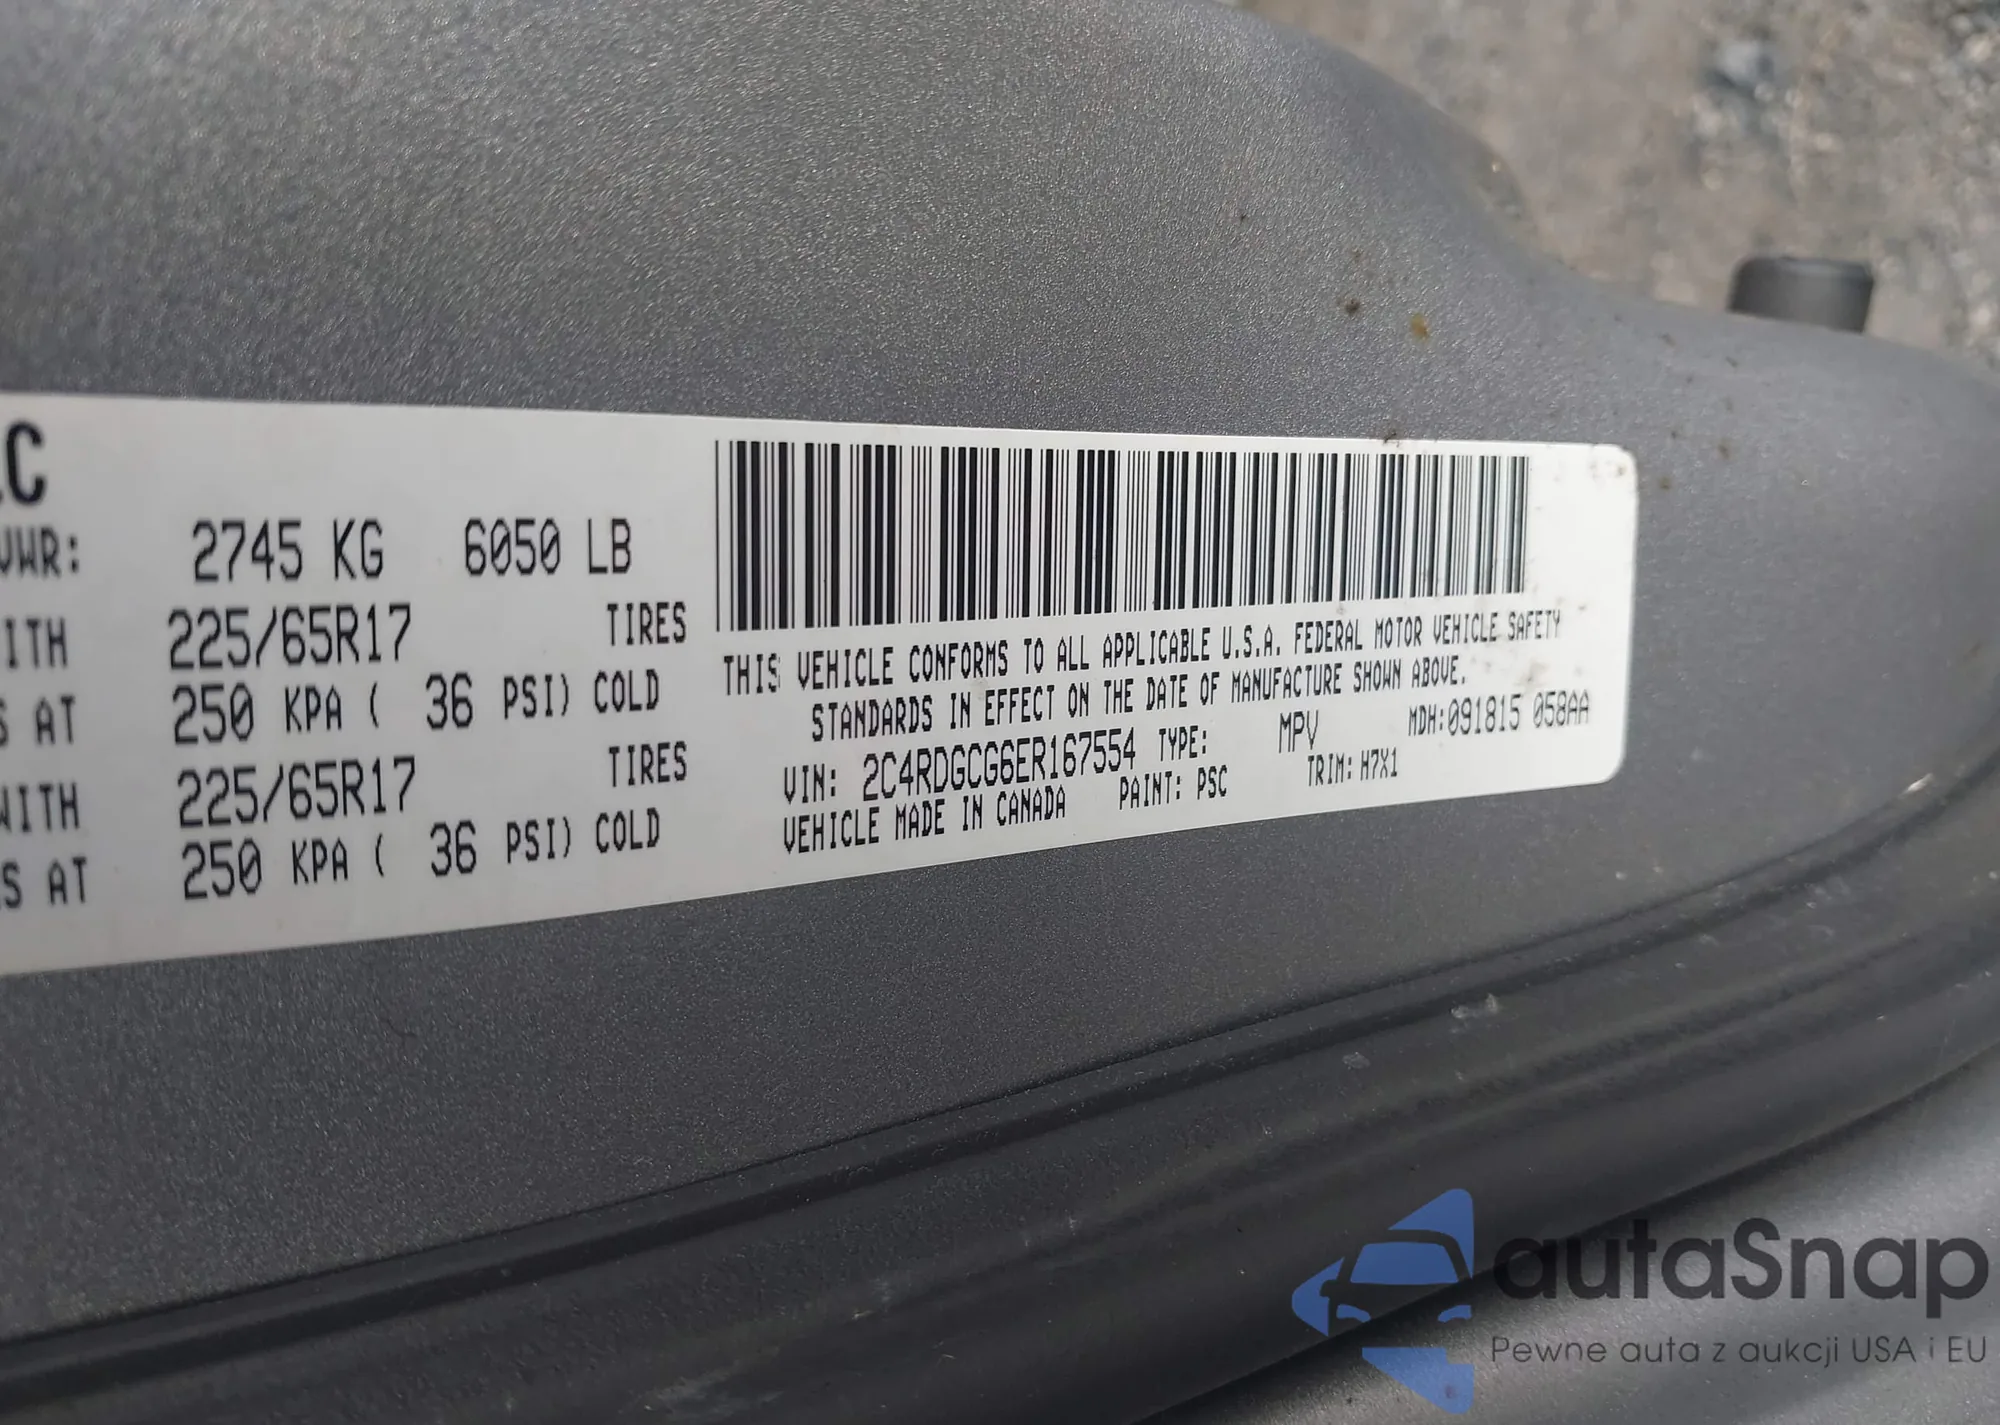 LC
VWR: 2745 KG 6050 LB
ITH 225/65R17 TIRES
S AT 250 KPA ( 36 PSI) COLD
WITH 225/65R17 TIRES
S AT 250 KPA ( 36 PSI) COLD
THIS VEHICLE CONFORMS TO ALL APPLICABLE U.S.A. FEDERAL MOTOR VEHICLE SAFETY
STANDARDS IN EFFECT ON THE DATE OF MANUFACTURE SHOWN ABOVE.
VIN: 2C4RDGCG6ER167554 TYPE: MPV MDH:091815 058AA
VEHICLE MADE IN CANADA PAINT: PSC TRIM: H7X1
autaSnap
Pewne auta z aukcji USA i EU